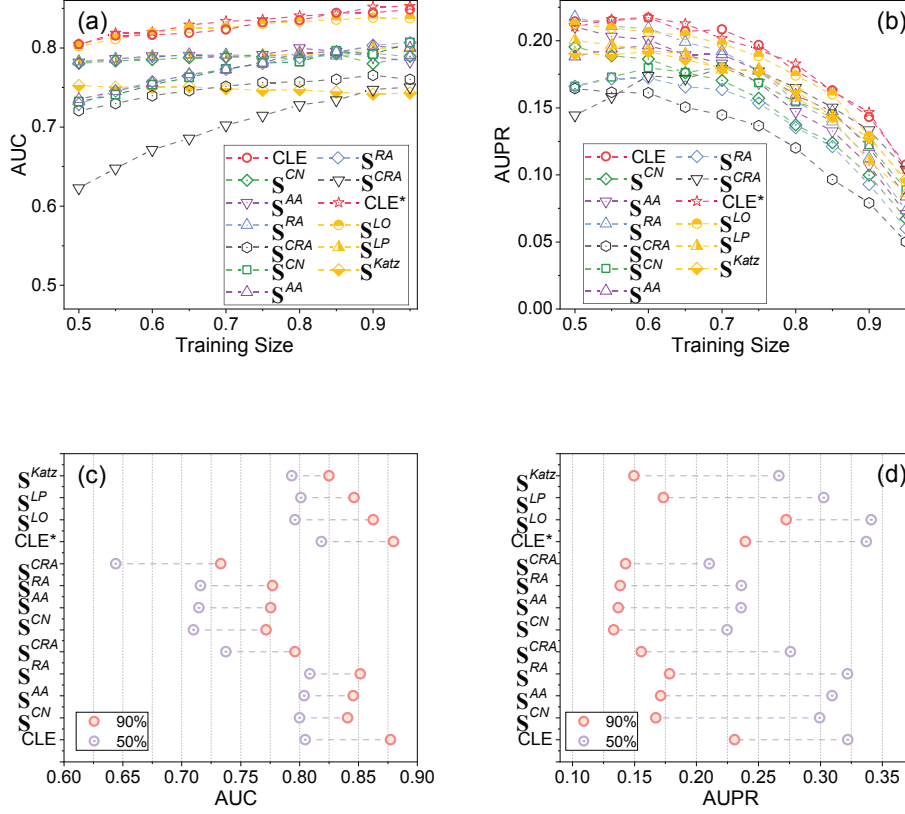 (a)
AUC
0.8
0.7
0.6
0.5
CLE
S^CN
S^AA
S^RA
S^CRA
S^CN
S^AA
S^RA
S^CRA
CLE*
S^LO
S^LP
S^Katz
0.5 0.6 0.7 0.8 0.9
Training Size
(b)
AUPR
0.20
0.15
0.10
0.05
0.00
CLE
S^CN
S^AA
S^RA
S^CRA
S^CN
S^AA
S^RA
S^CRA
CLE*
S^LO
S^LP
S^Katz
0.5 0.6 0.7 0.8 0.9
Training Size
(c)
S^Katz
S^LP
S^LO
CLE*
S^CRA
S^RA
S^AA
S^CN
S^CRA
S^RA
S^AA
S^CN
CLE
90%
50%
0.60 0.65 0.70 0.75 0.80 0.85 0.90
AUC
(d)
S^Katz
S^LP
S^LO
CLE*
S^CRA
S^RA
S^AA
S^CN
S^CRA
S^RA
S^AA
S^CN
CLE
90%
50%
0.10 0.15 0.20 0.25 0.30 0.35
AUPR